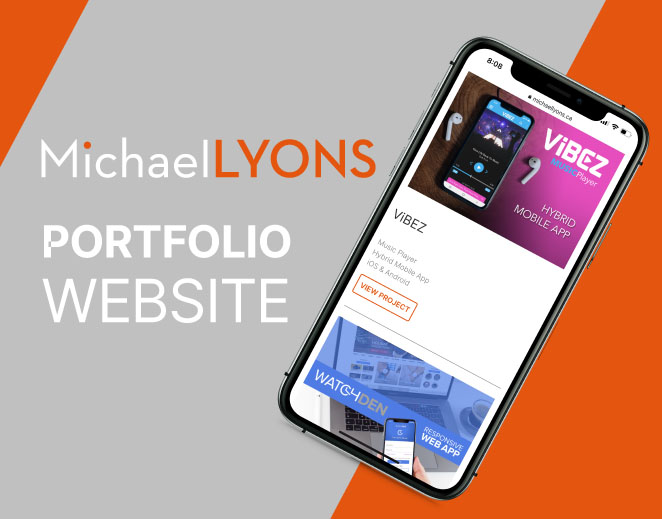 MichaelLYONS
PORTFOLIO
WEBSITE
8:08
michaellyons.ca
VIBEZ
ViBEZ
MUSIC Player
HYBRID
MOBILE APP
ViBEZ
Music Player
Hybrid Mobile App
iOS & Android
VIEW PROJECT
WATCHDEN
RESPONSIVE
WEB APP